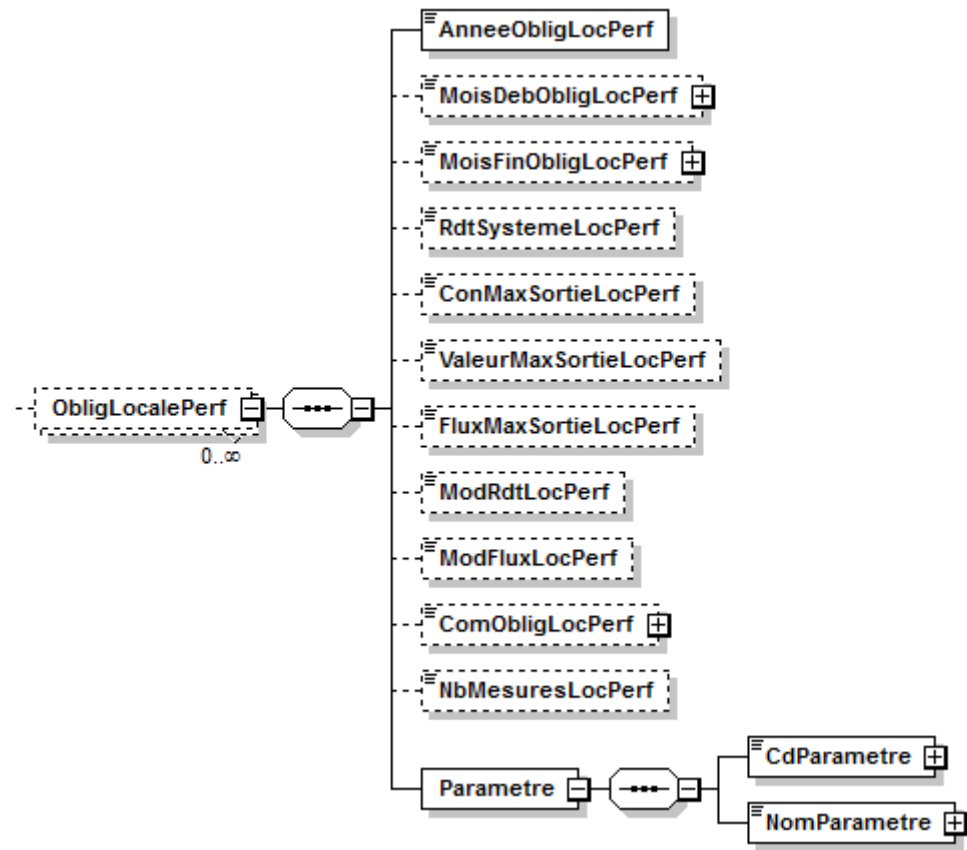 AnneeObligLocPerf
MoisDebObligLocPerf
MoisFinObligLocPerf
RdtSystemeLocPerf
ConMaxSortieLocPerf
ValeurMaxSortieLocPerf
ObligLocalePerf
0..∞
FluxMaxSortieLocPerf
ModRdtLocPerf
ModFluxLocPerf
ComObligLocPerf
NbMesuresLocPerf
Parametre
CdParametre
NomParametre